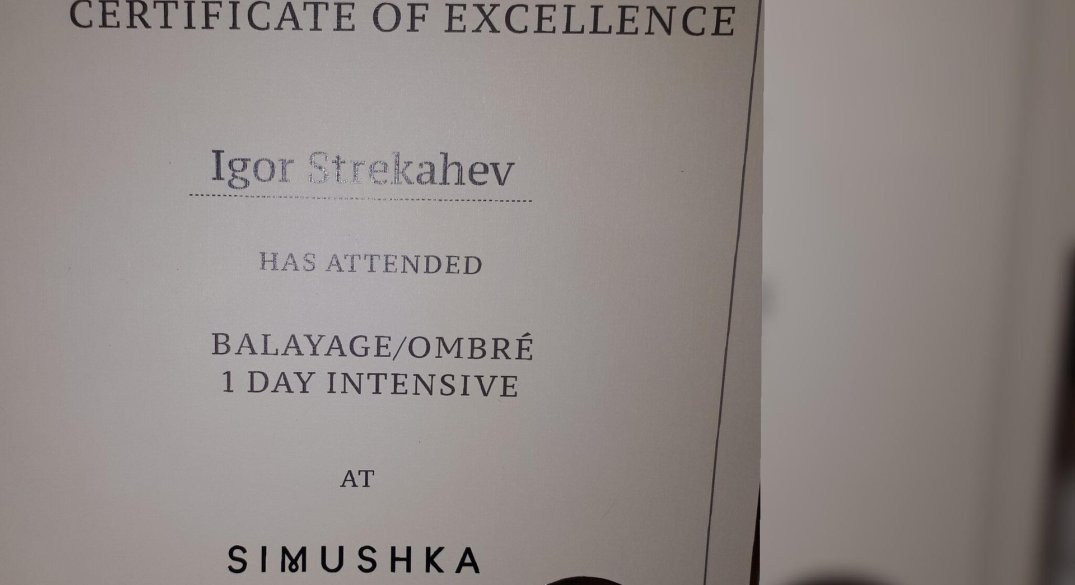 CERTIFICATE OF EXCELLENCE
Igor Strekahev
HAS ATTENDED
BALAYAGE/OMBRÉ
1 DAY INTENSIVE
AT
SIMUSHKA